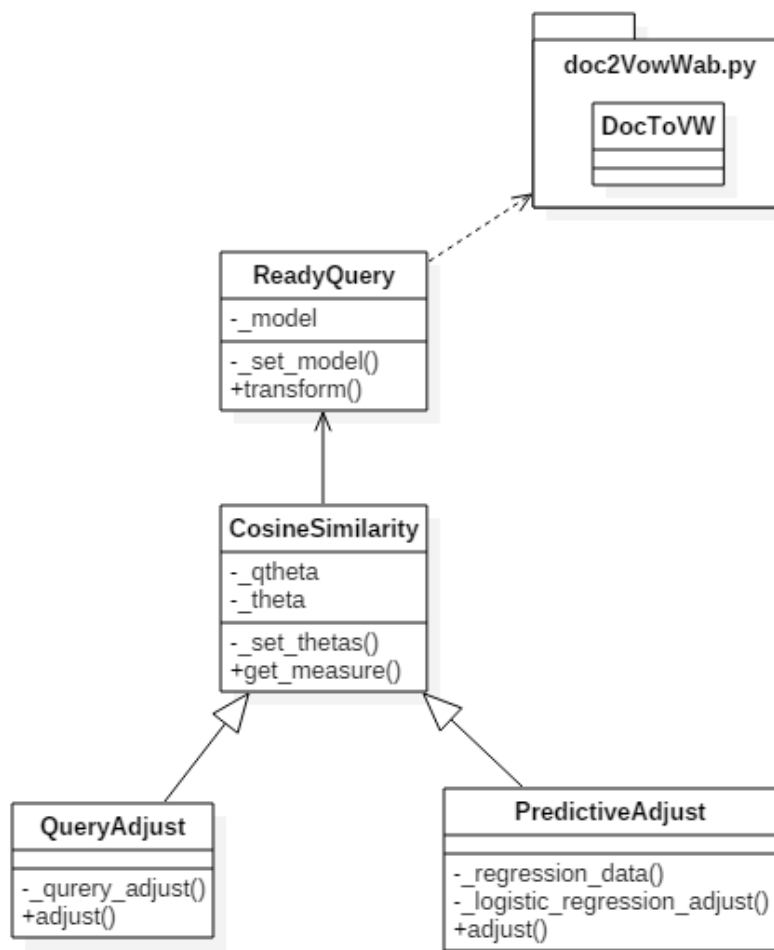 doc2VowWab.py
DocToVW
ReadyQuery
-_model
-_set_model()
+transform()
CosineSimilarity
-_qtheta
-_theta
-_set_thetas()
+get_measure()
QueryAdjust
-_qurery_adjust()
+adjust()
PredictiveAdjust
-_regression_data()
-_logistic_regression_adjust()
+adjust()